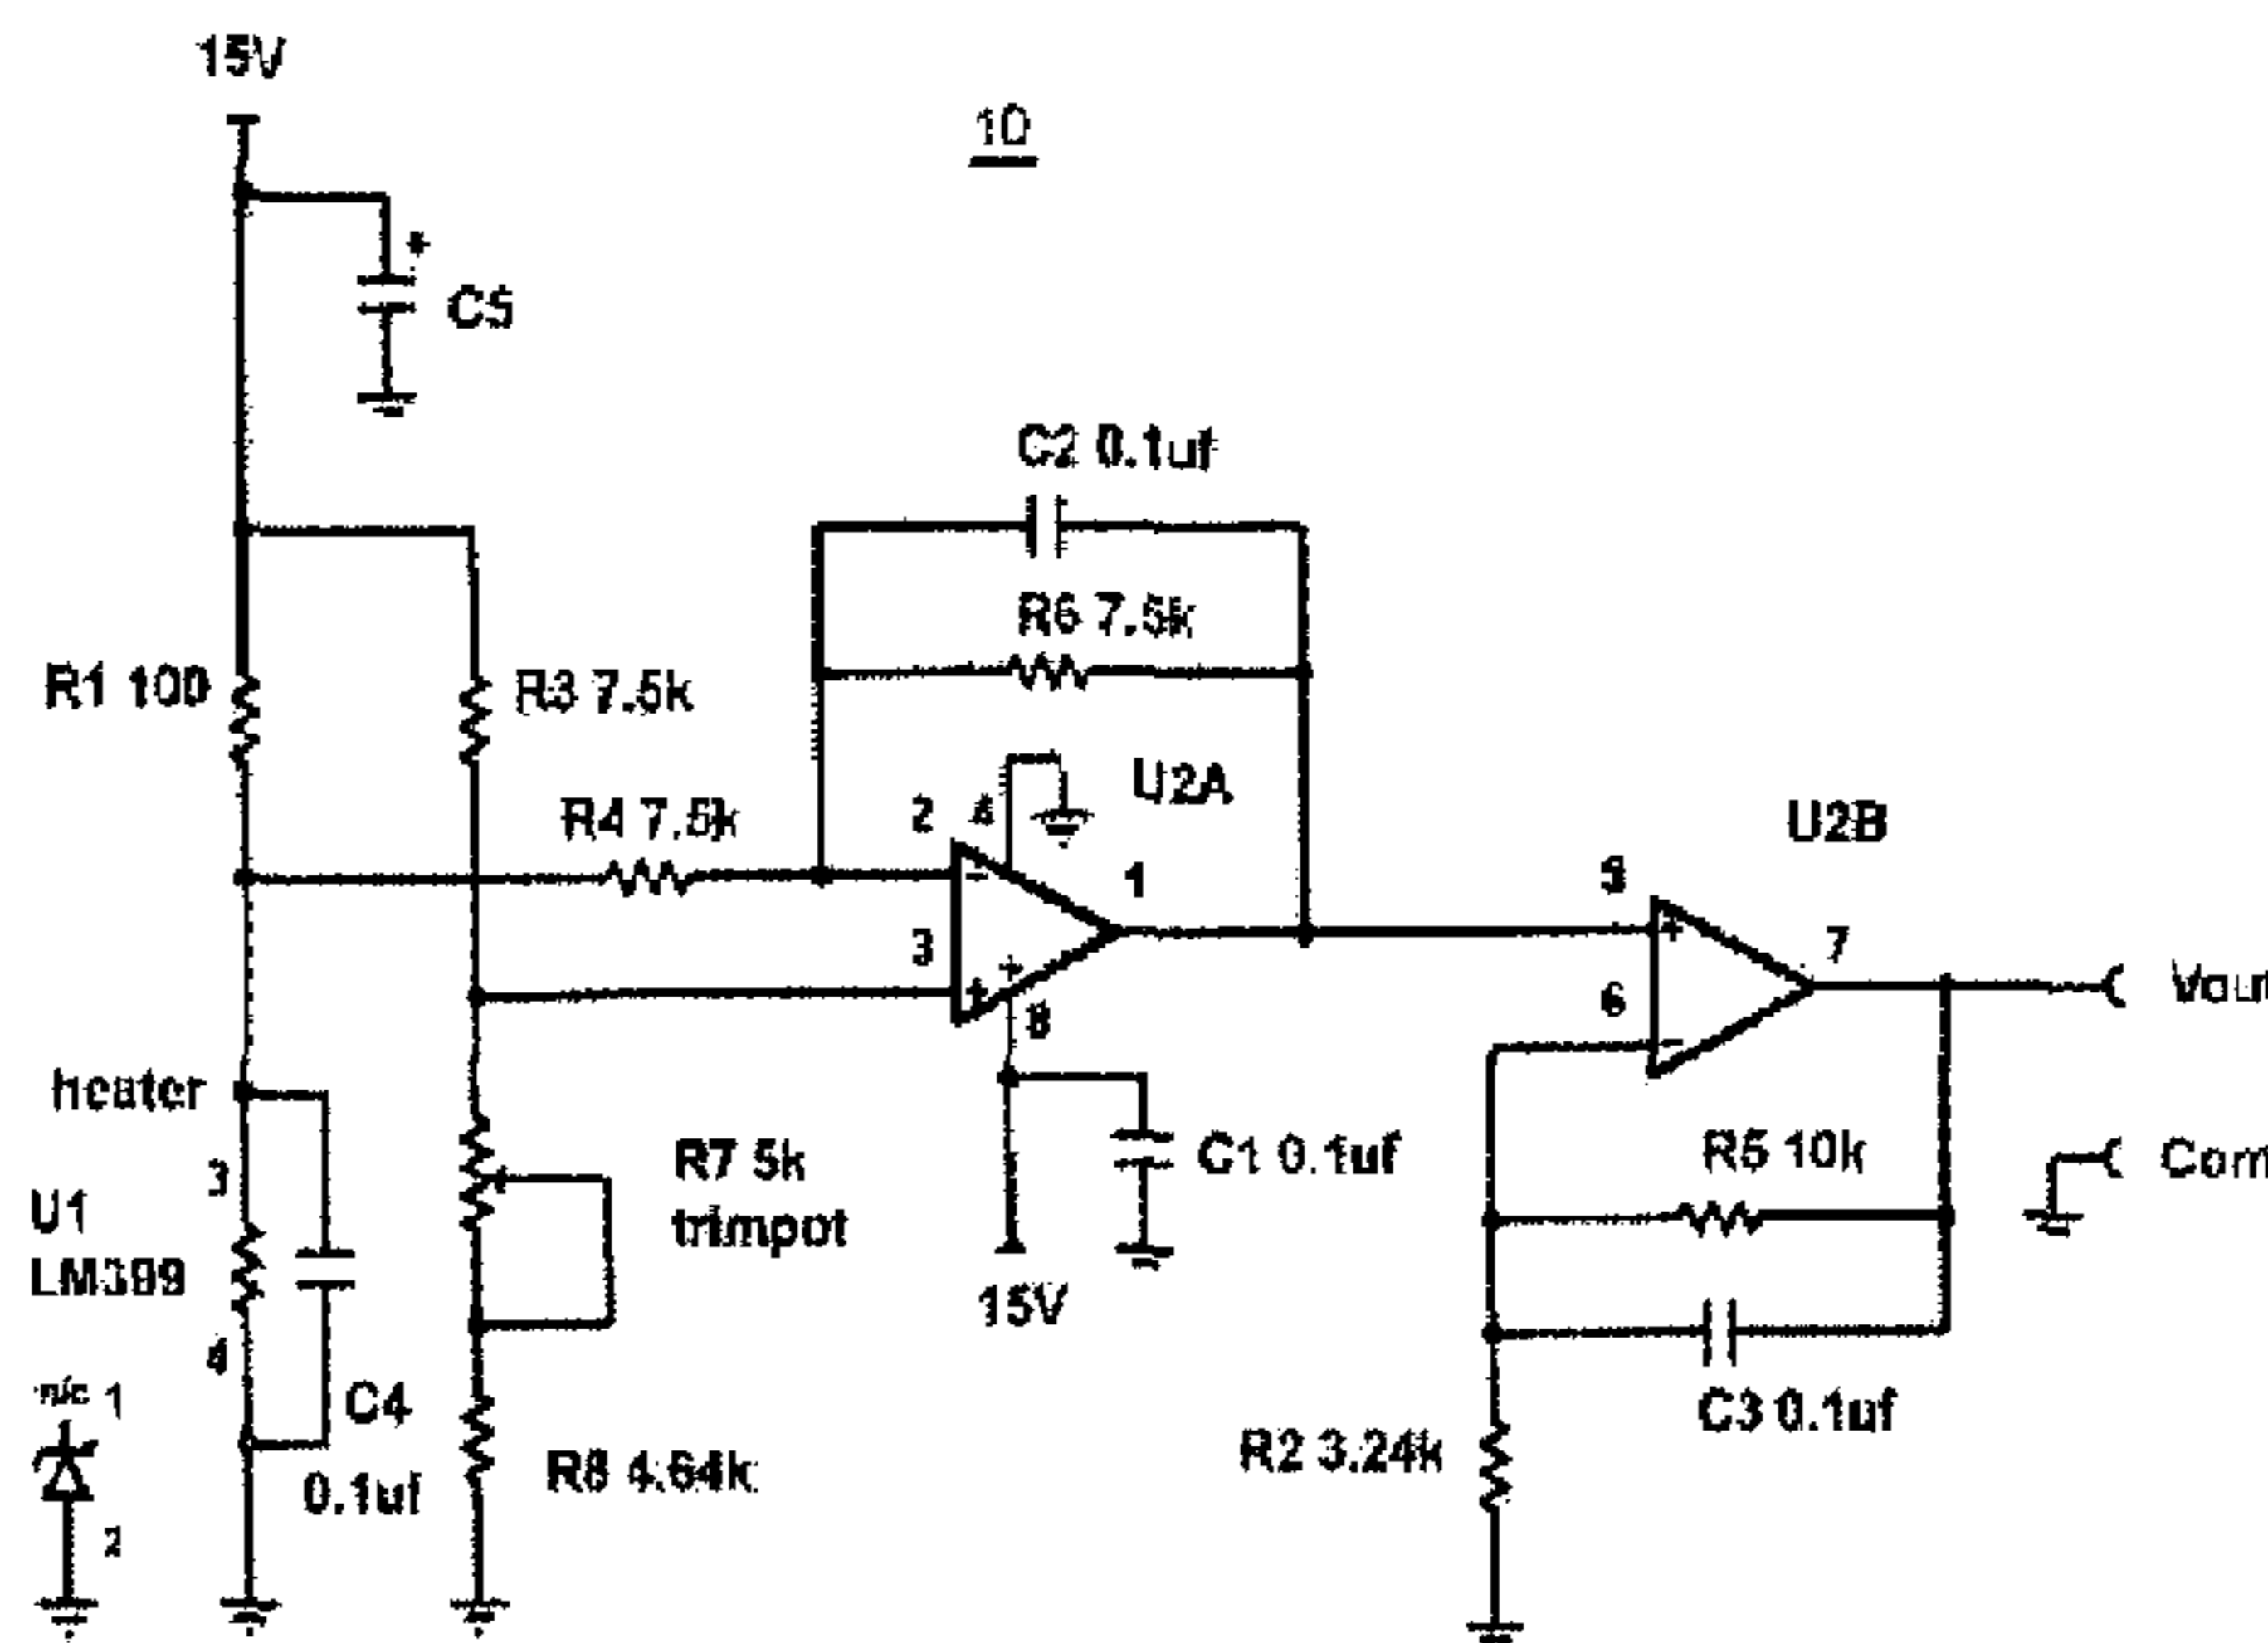 15V
10
C5
C2 0.1uf
R6 7.5k
R1 100
R3 7.5k
U2A
R4 7.5k
2
4
U2B
1
5
3
7
Vout
6
8
heater
C1 0.1uf
R5 10k
Com
3
R7 5k
trimpot
U1
LM399
15V
4
n/c 1
C4
C3 0.1uf
R2 3.24k
R8 4.64k
0.1uf
2